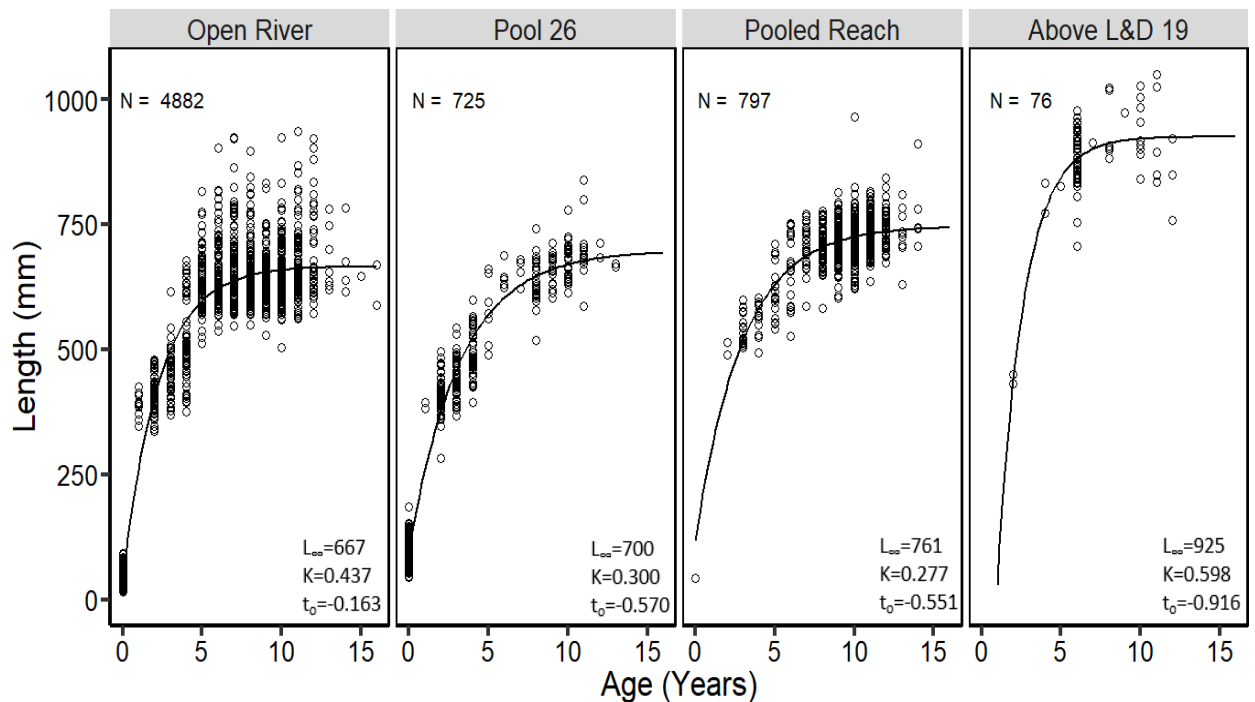 Open River
Pool 26
Pooled Reach
Above L&D 19
N = 4882
N = 725
N = 797
N = 76
1000
750
500
250
0
Length (mm)
L∞=667
K=0.437
t₀=-0.163
L∞=700
K=0.300
t₀=-0.570
L∞=761
K=0.277
t₀=-0.551
L∞=925
K=0.598
t₀=-0.916
0 5 10 15
0 5 10 15
0 5 10 15
0 5 10 15
Age (Years)